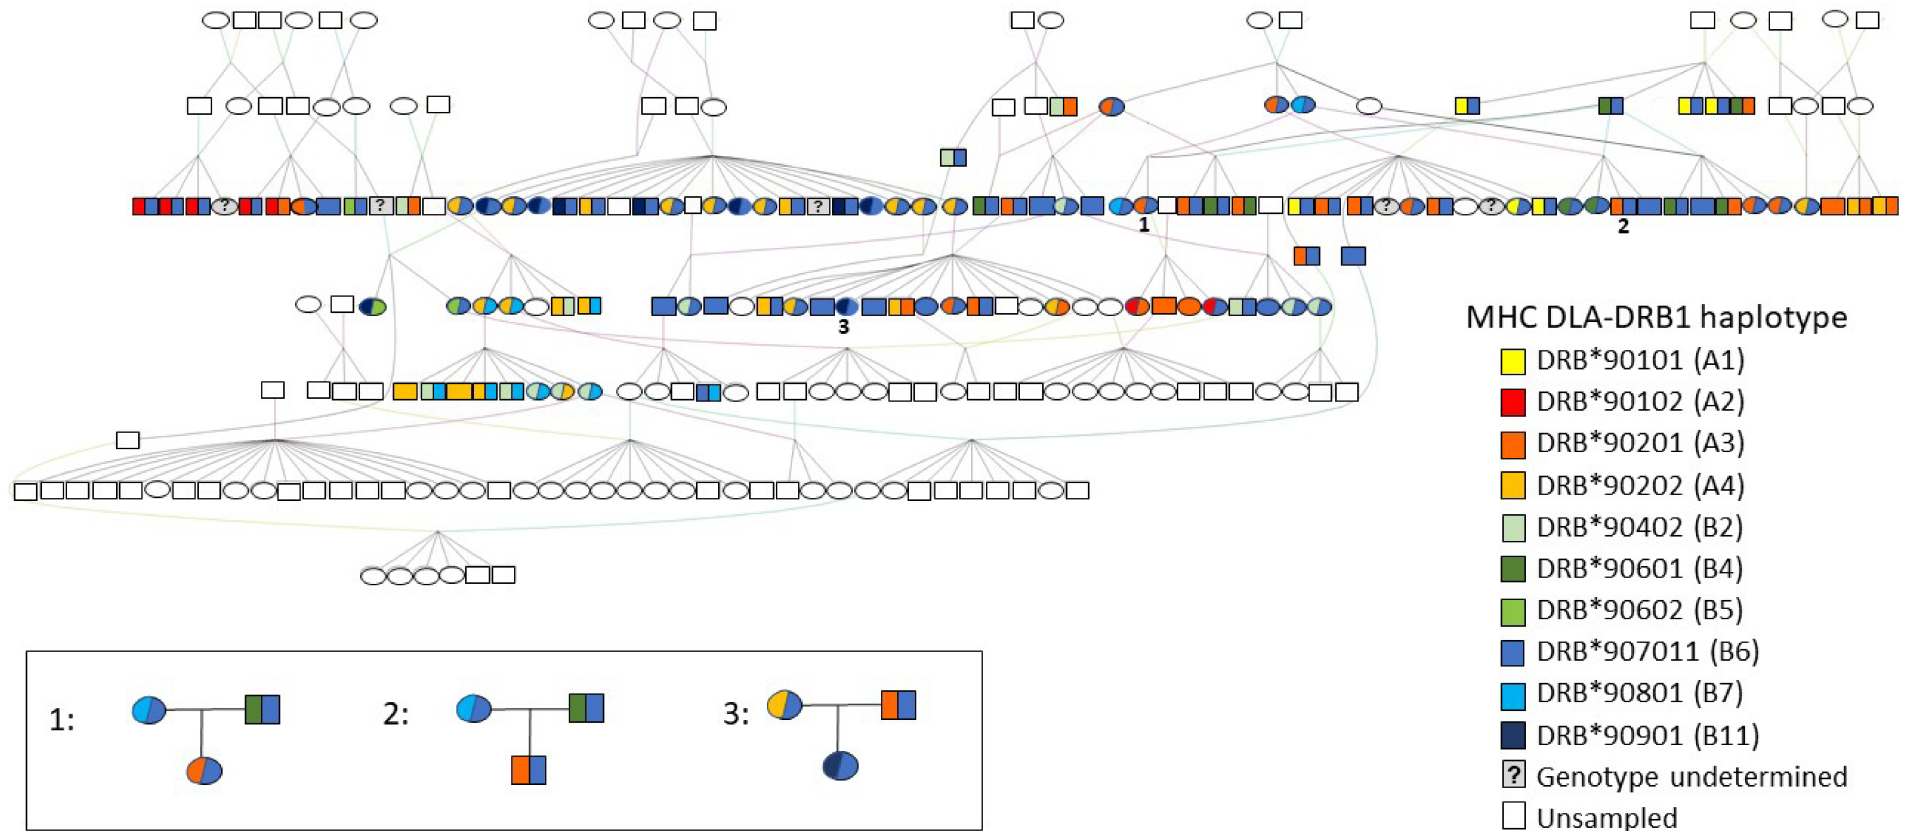 ? ? ? ? ?
1 2
3
MHC DLA-DRB1 haplotype
DRB*90101 (A1)
DRB*90102 (A2)
DRB*90201 (A3)
DRB*90202 (A4)
DRB*90402 (B2)
DRB*90601 (B4)
DRB*90602 (B5)
DRB*907011 (B6)
DRB*90801 (B7)
DRB*90901 (B11)
? Genotype undetermined
Unsampled
1: 2: 3: